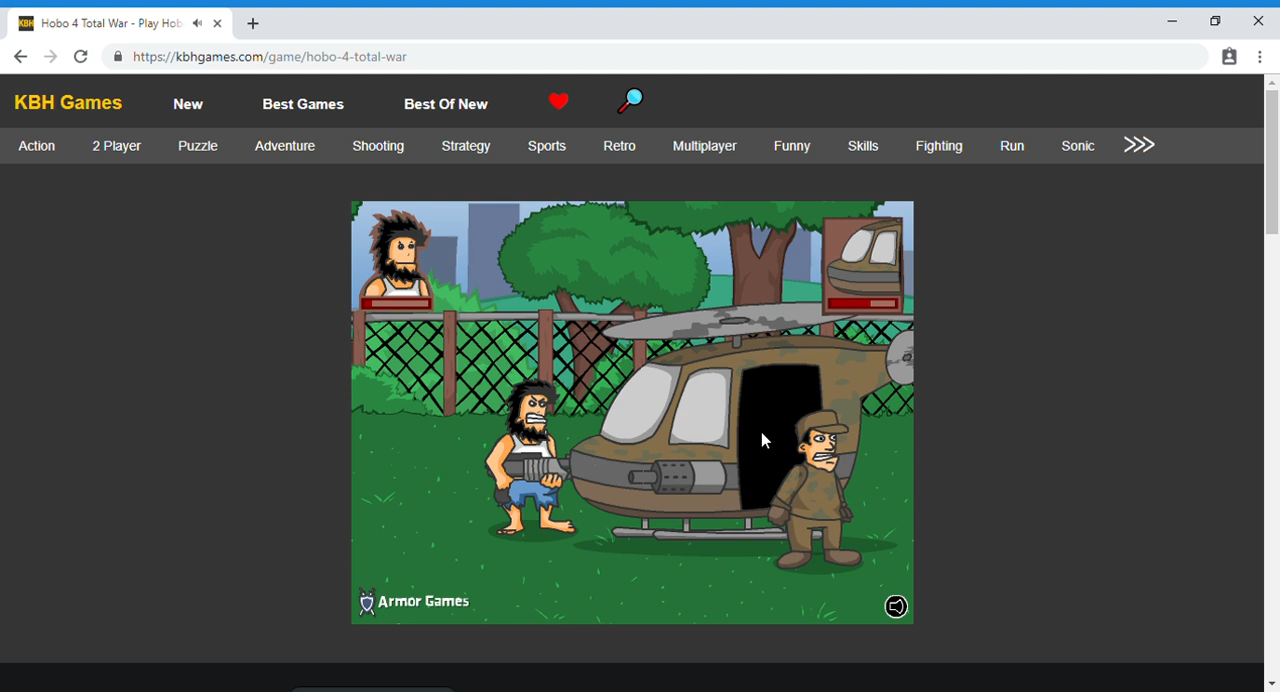 KBH
Hobo 4 Total War - Play Hob
https://kbhgames.com/game/hobo-4-total-war
KBH Games New Best Games Best Of New
Action 2 Player Puzzle Adventure Shooting Strategy Sports Retro Multiplayer Funny Skills Fighting Run Sonic
Armor Games